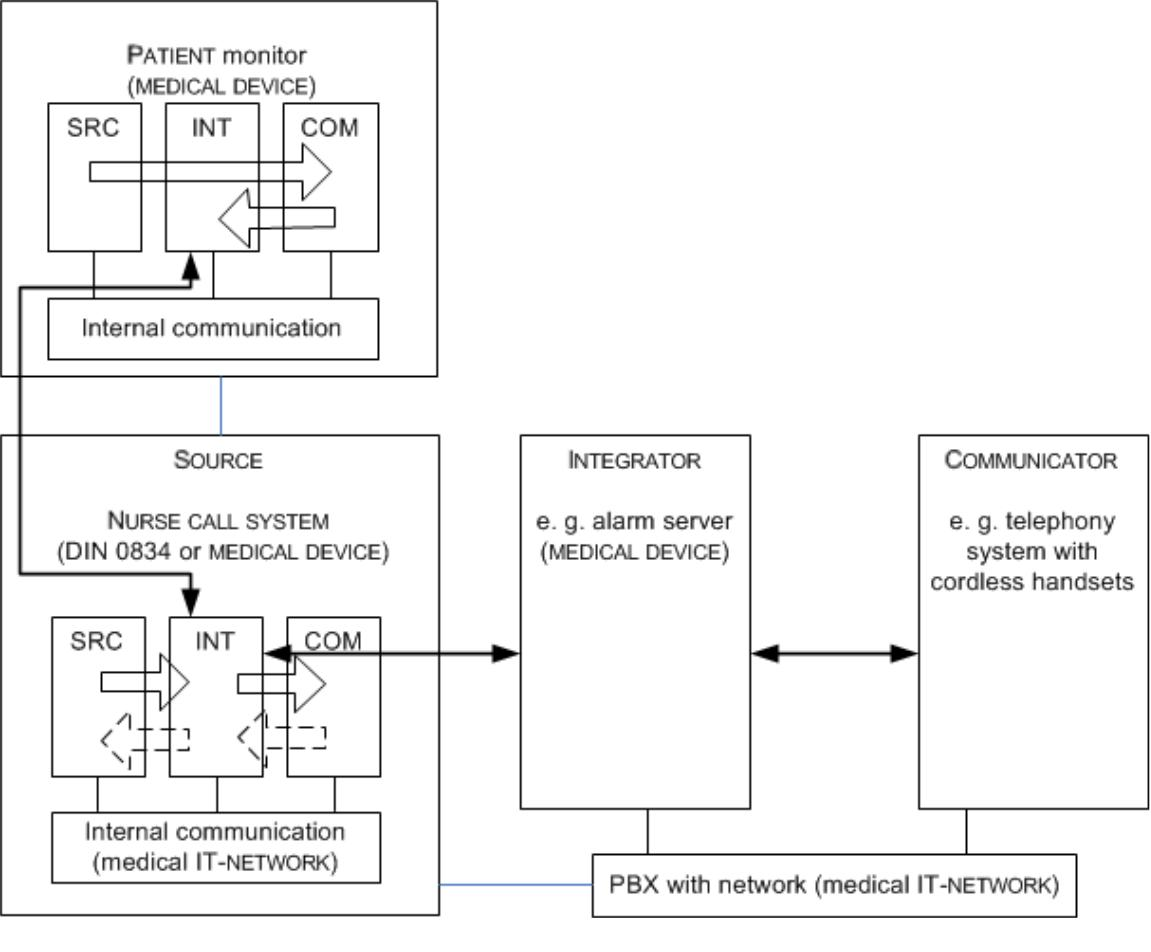 PATIENT monitor
(MEDICAL DEVICE)
SRC
INT
COM
Internal communication
SOURCE
NURSE CALL SYSTEM
(DIN 0834 or MEDICAL DEVICE)
SRC
INT
COM
Internal communication
(medical IT-NETWORK)
INTEGRATOR
e. g. alarm server
(MEDICAL DEVICE)
COMMUNICATOR
e. g. telephony
system with
cordless handsets
PBX with network (medical IT-NETWORK)